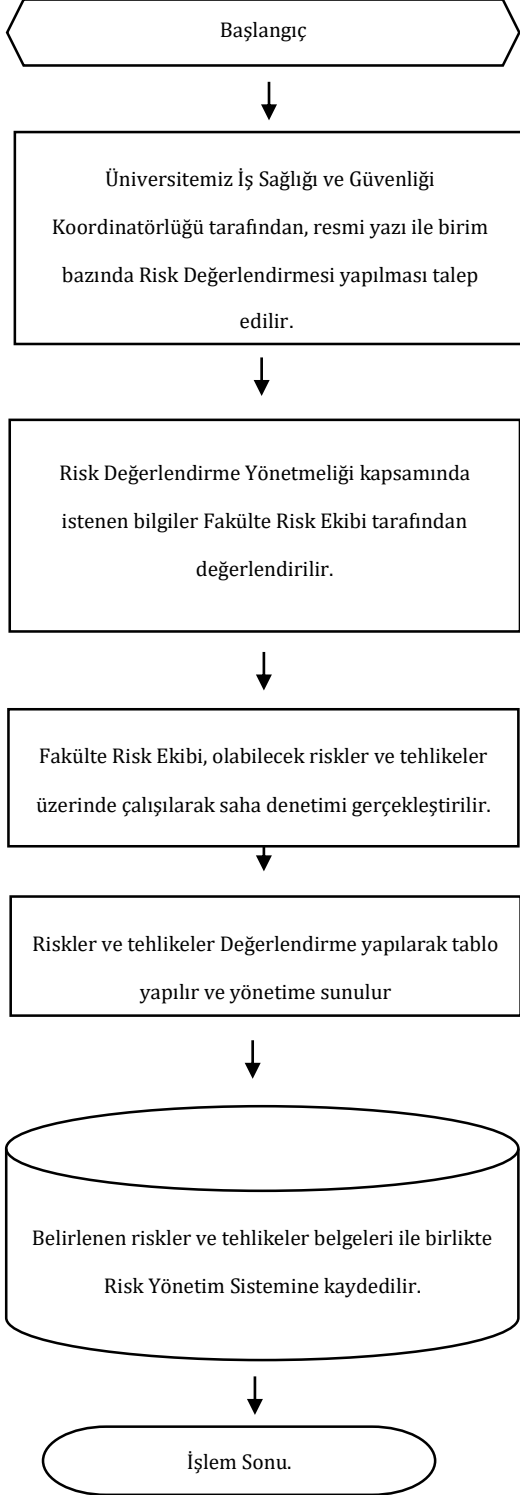 Başlangıç
Üniversitemiz İş Sağlığı ve Güvenliği
Koordinatörlüğü tarafından, resmi yazı ile birim
bazında Risk Değerlendirmesi yapılması talep
edilir.
Risk Değerlendirme Yönetmeliği kapsamında
istenen bilgiler Fakülte Risk Ekibi tarafından
değerlendirilir.
Fakülte Risk Ekibi, olabilecek riskler ve tehlikeler
üzerinde çalışılarak saha denetimi gerçekleştirilir.
Riskler ve tehlikeler Değerlendirme yapılarak tablo
yapılır ve yönetime sunulur
Belirlenen riskler ve tehlikeler belgeleri ile birlikte
Risk Yönetim Sistemine kaydedilir.
İşlem Sonu.